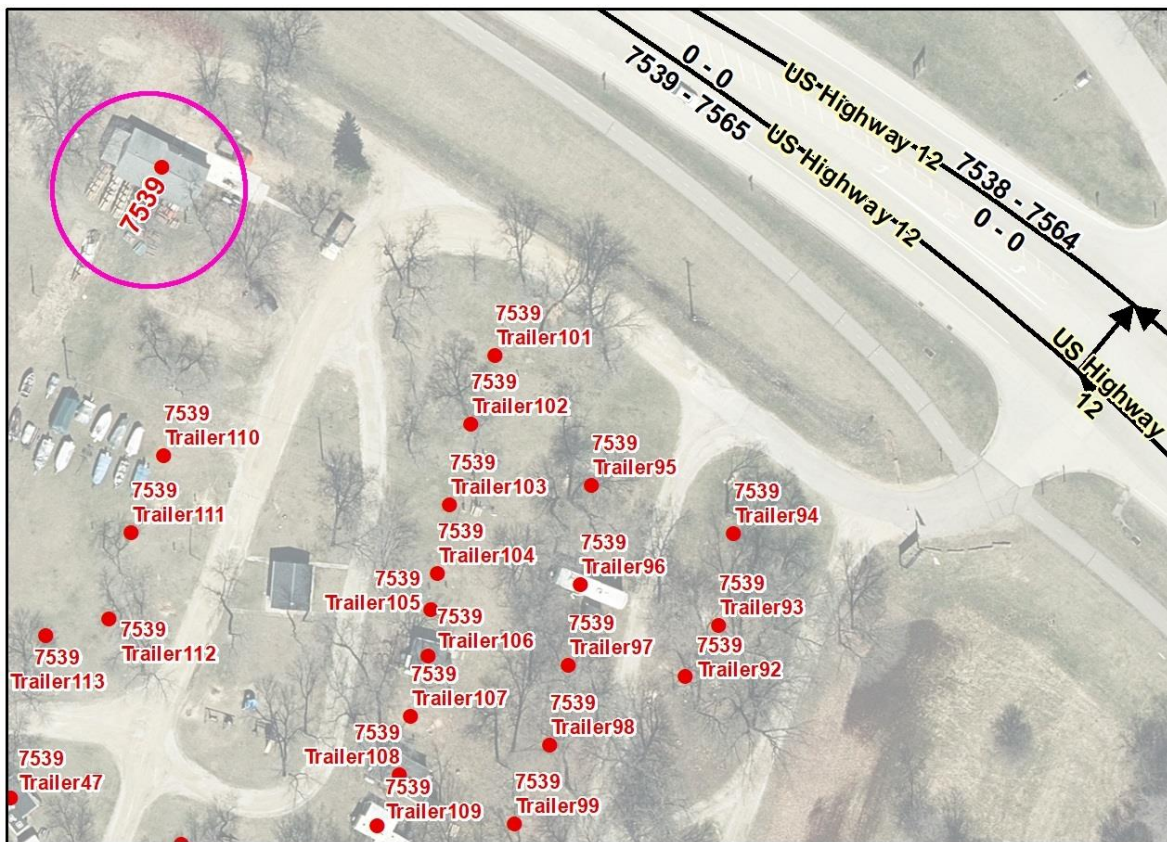 0 - 0
7539 - 7565
US Highway 12
US Highway 12
7538 - 7564
0 - 0
US Highway
12
7539
7539
Trailer101
7539
Trailer102
7539
Trailer110
7539
Trailer95
7539
Trailer103
7539
Trailer94
7539
Trailer111
7539
Trailer104
7539
Trailer96
7539
Trailer105
7539
Trailer93
7539
Trailer106
7539
Trailer112
7539
Trailer97
7539
Trailer92
7539
Trailer113
7539
Trailer107
7539
Trailer98
7539
Trailer108
7539
Trailer47
7539
Trailer109
7539
Trailer99